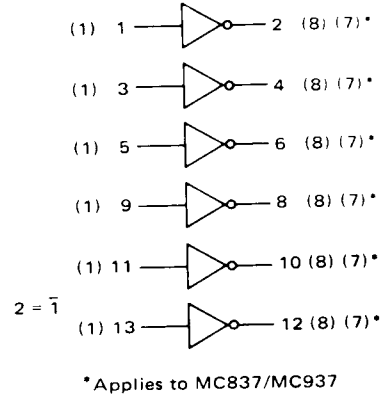 (1) 1 2 (8) (7)*
(1) 3 4 (8) (7)*
(1) 5 6 (8) (7)*
(1) 9 8 (8) (7)*
(1) 11 10 (8) (7)*
2 = 1̅
(1) 13 12 (8) (7)*
*Applies to MC837/MC937